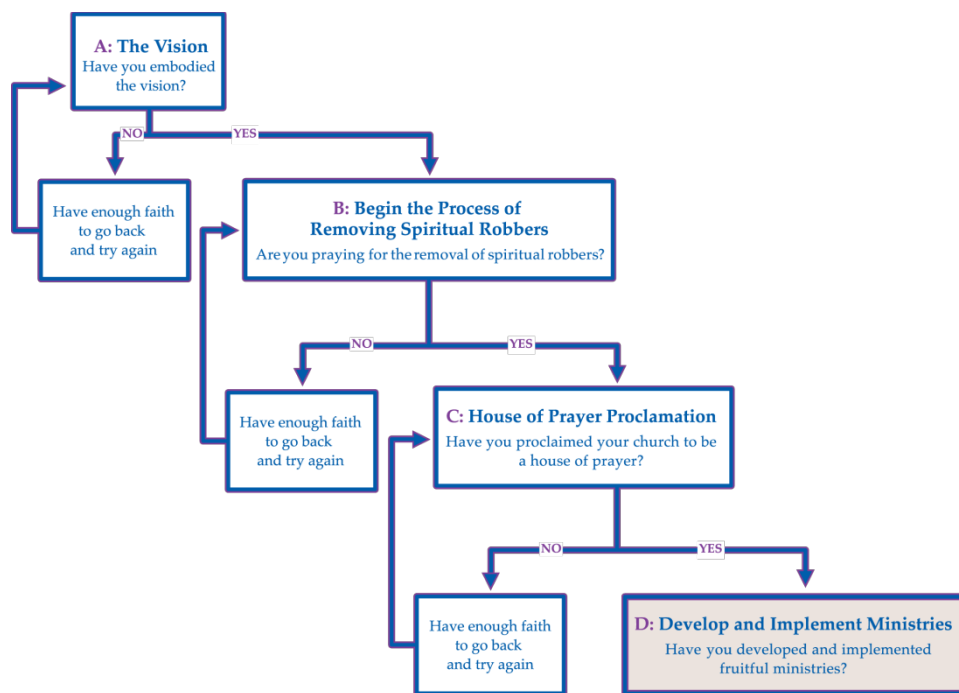 A: The Vision
Have you embodied
the vision?
NO
YES
Have enough faith
to go back
and try again
B: Begin the Process of
Removing Spiritual Robbers
Are you praying for the removal of spiritual robbers?
NO
YES
Have enough faith
to go back
and try again
C: House of Prayer Proclamation
Have you proclaimed your church to be
a house of prayer?
NO
YES
Have enough faith
to go back
and try again
D: Develop and Implement Ministries
Have you developed and implemented
fruitful ministries?